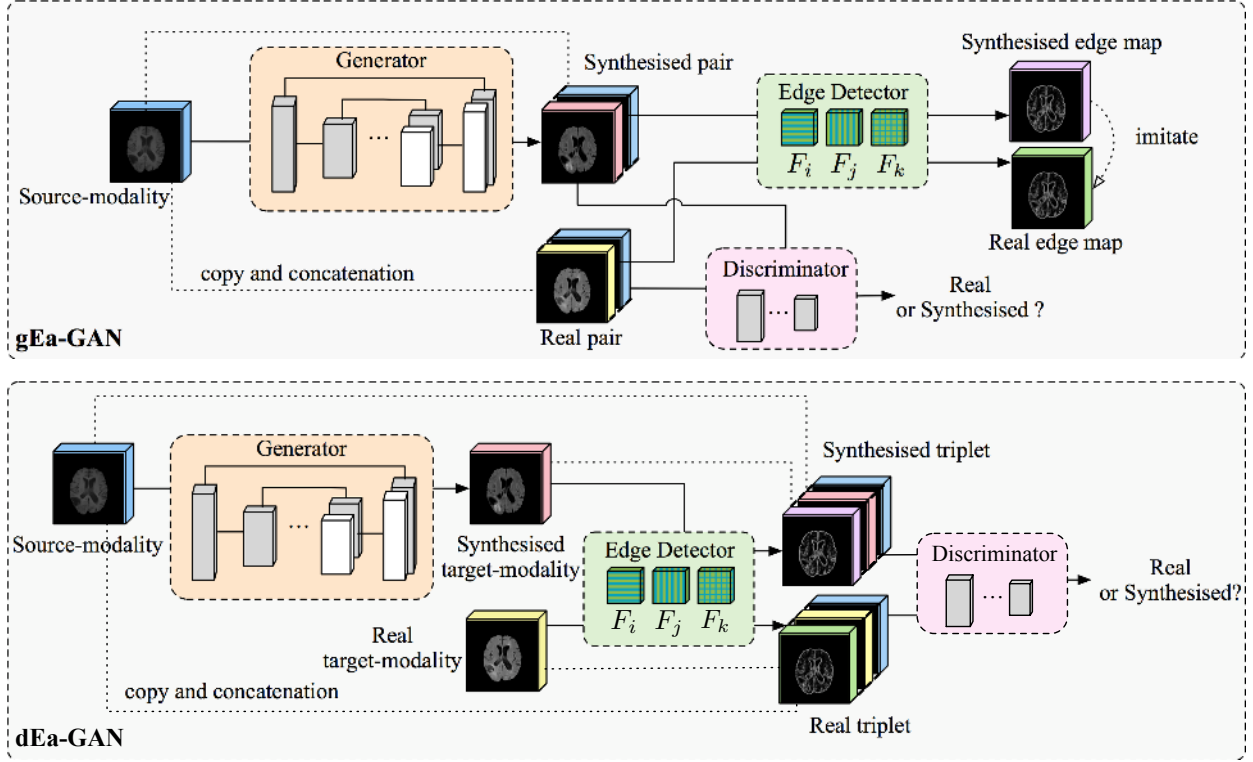 Generator
Synthesised pair
Synthesised edge map
Edge Detector
...
F_i F_j F_k
imitate
Source-modality
Real edge map
copy and concatenation
Discriminator
...
Real
or Synthesised ?
Real pair
gEa-GAN
Generator
Synthesised triplet
...
Source-modality
Synthesised
target-modality
Edge Detector
F_i F_j F_k
Discriminator
...
Real
or Synthesised?
Real
target-modality
copy and concatenation
Real triplet
dEa-GAN